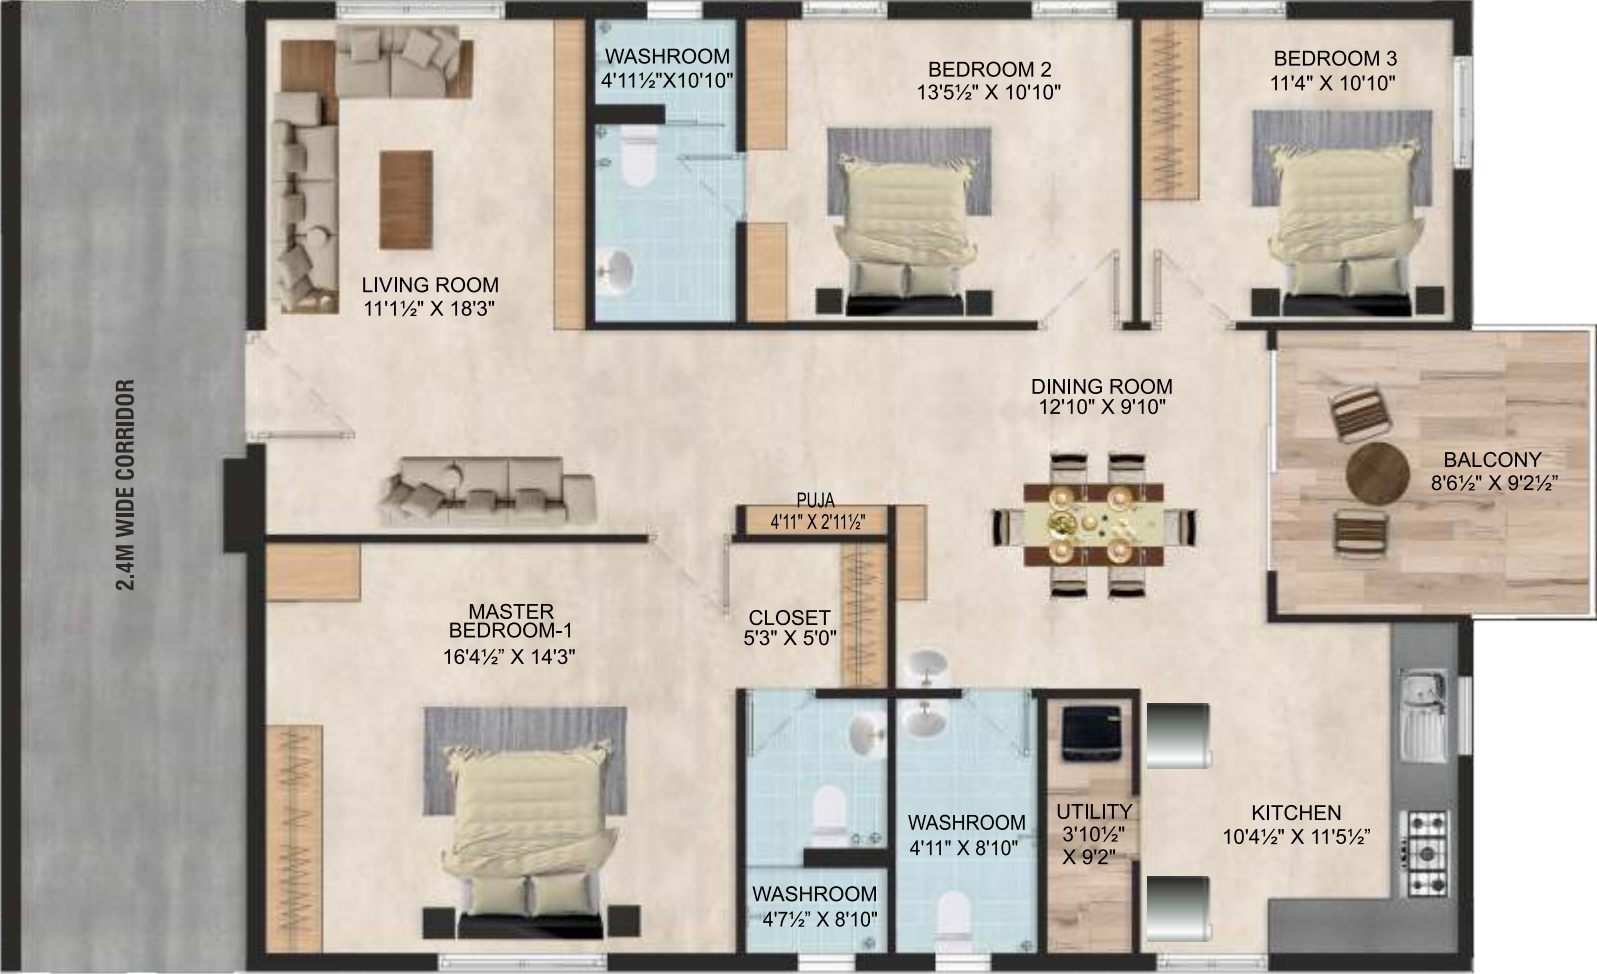 WASHROOM
4'11½"X10'10"
BEDROOM 2
13'5½" X 10'10"
BEDROOM 3
11'4" X 10'10"
LIVING ROOM
11'1½" X 18'3"
2.4M WIDE CORRIDOR
DINING ROOM
12'10" X 9'10"
BALCONY
8'6½" X 9'2½”
PUJA
4'11" X 2'11½"
MASTER
BEDROOM-1
16'4½” X 14'3"
CLOSET
5'3" X 5'0"
WASHROOM
4'7½” X 8'10"
WASHROOM
4'11" X 8'10"
UTILITY
3'10½"
X 9'2"
KITCHEN
10'4½" X 11'5½”